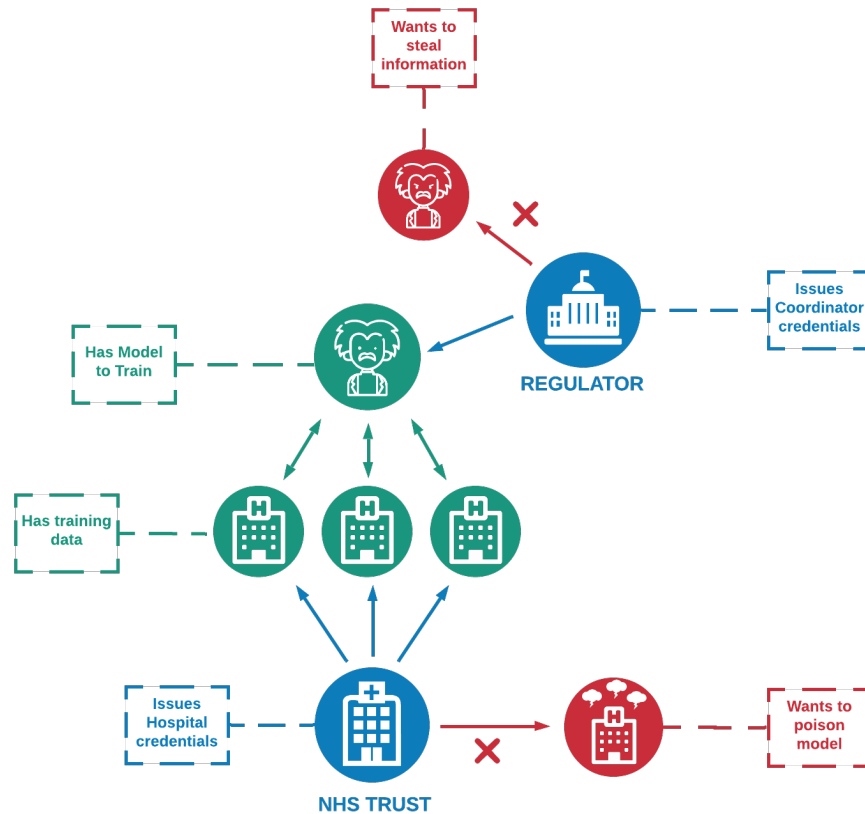 Wants to
steal
information
Issues
Coordinator
credentials
REGULATOR
Has Model
to Train
H
H
H
Has training
data
Issues
Hospital
credentials
NHS TRUST
H
Wants to
poison
model